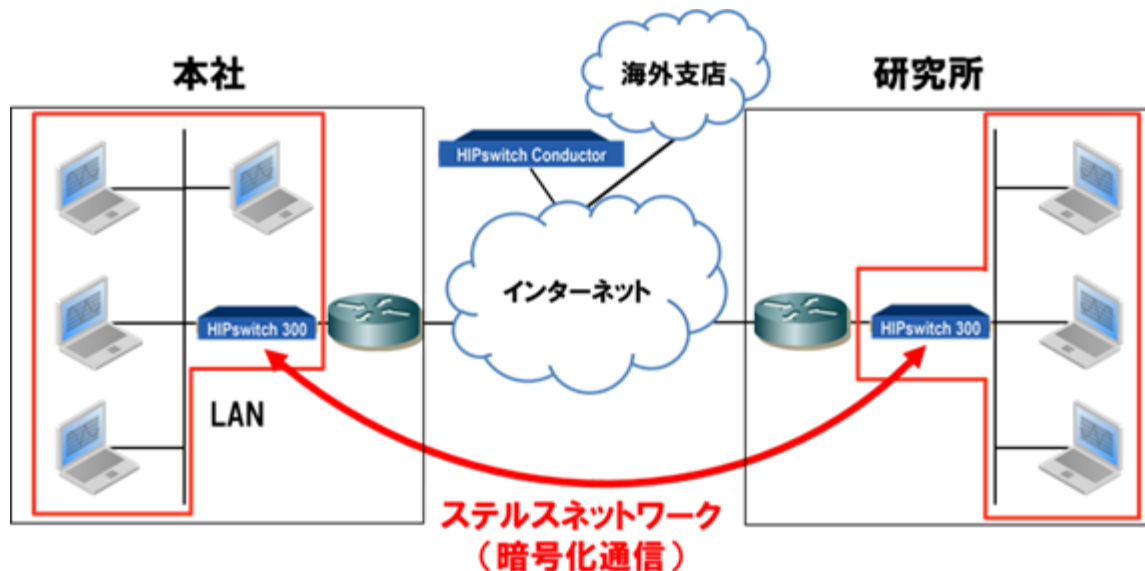 本社
海外支店
研究所
HIPswitch Conductor
インターネット
HIPswitch 300
HIPswitch 300
LAN
ステルスネットワーク
（暗号化通信）